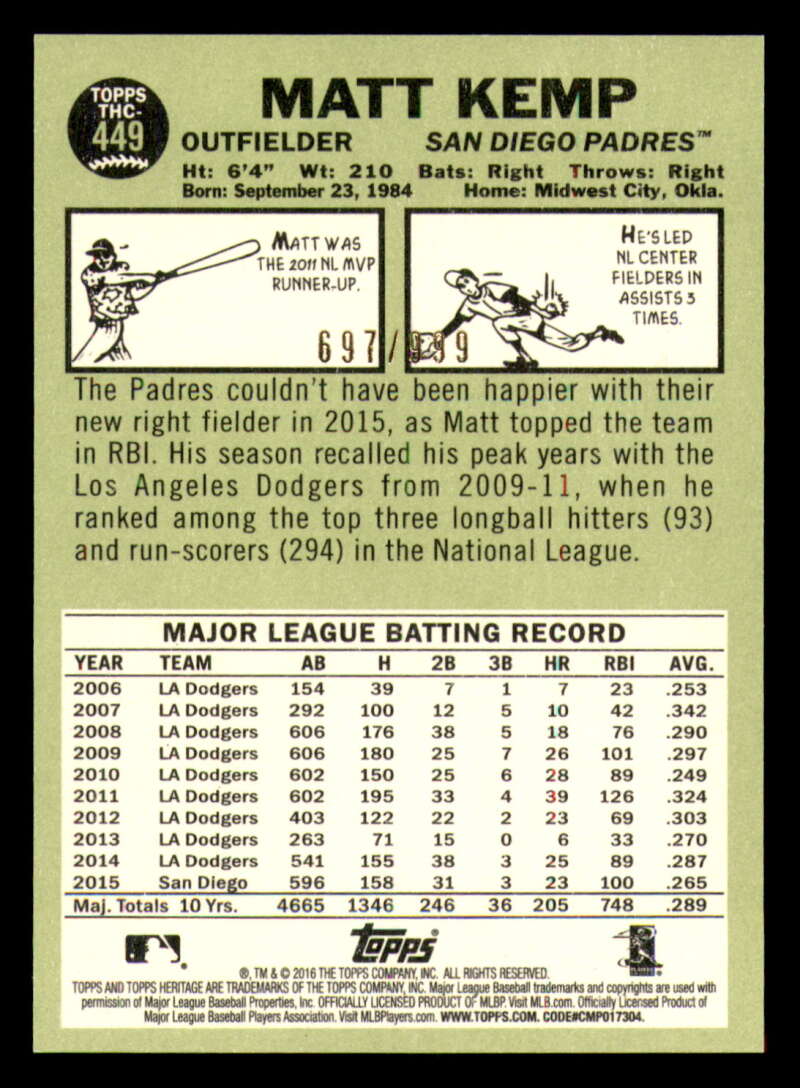 TOPPS
THC-
449
MATT KEMP
OUTFIELDER SAN DIEGO PADRES™
Ht: 6'4" Wt: 210 Bats: Right Throws: Right
Born: September 23, 1984 Home: Midwest City, Okla.
MATT WAS
THE 2011 NL MVP
RUNNER-UP.
HE'S LED
NL CENTER
FIELDERS IN
ASSISTS 3
TIMES.
697/999
The Padres couldn't have been happier with their
new right fielder in 2015, as Matt topped the team
in RBI. His season recalled his peak years with the
Los Angeles Dodgers from 2009-11, when he
ranked among the top three longball hitters (93)
and run-scorers (294) in the National League.
MAJOR LEAGUE BATTING RECORD
YEAR TEAM AB H 2B 3B HR RBI AVG.
2006 LA Dodgers 154 39 7 1 7 23 .253
2007 LA Dodgers 292 100 12 5 10 42 .342
2008 LA Dodgers 606 176 38 5 18 76 .290
2009 LA Dodgers 606 180 25 7 26 101 .297
2010 LA Dodgers 602 150 25 6 28 89 .249
2011 LA Dodgers 602 195 33 4 39 126 .324
2012 LA Dodgers 403 122 22 2 23 69 .303
2013 LA Dodgers 263 71 15 0 6 33 .270
2014 LA Dodgers 541 155 38 3 25 89 .287
2015 San Diego 596 158 31 3 23 100 .265
Maj. Totals 10 Yrs. 4665 1346 246 36 205 748 .289
Topps®
®, TM & © 2016 THE TOPPS COMPANY, INC. ALL RIGHTS RESERVED.
TOPPS AND TOPPS HERITAGE ARE TRADEMARKS OF THE TOPPS COMPANY, INC. Major League Baseball trademarks and copyrights are used with
permission of Major League Baseball Properties, Inc. OFFICIALLY LICENSED PRODUCT OF MLBP. Visit MLB.com. Officially Licensed Product of
Major League Baseball Players Association. Visit MLBPlayers.com. WWW.TOPPS.COM. CODE#CMP017304.